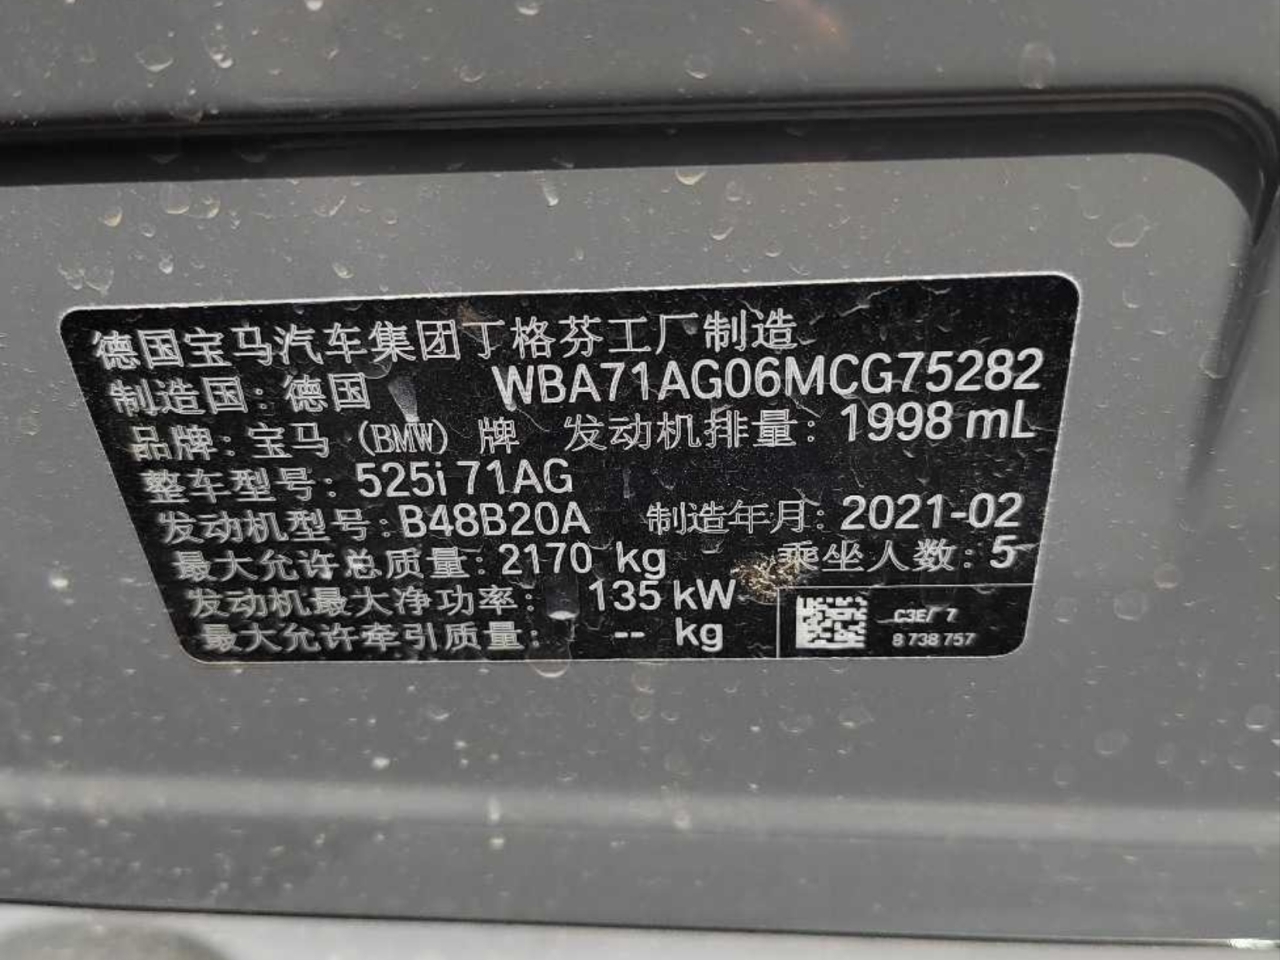 德国宝马汽车集团丁格芬工厂制造
制造国: 德国 WBA71AG06MCG75282
品牌: 宝马 (BMW) 牌 发动机排量: 1998 mL
整车型号: 525i 71AG
发动机型号: B48B20A 制造年月: 2021-02
最大允许总质量: 2170 kg 乘坐人数: 5
发动机最大净功率: 135 kW
最大允许牵引质量: -- kg
8 738 757